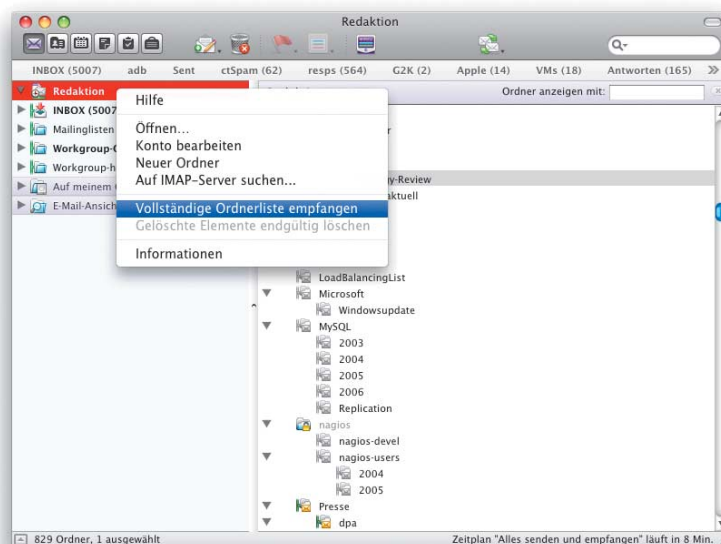 Redaktion
INBOX (5007) adb Sent ctSpam (62) resps (564) G2K (2) Apple (14) VMs (18) Antworten (165)
Redaktion
Ordner anzeigen mit:
INBOX (5007
Mailinglisten
Workgroup-
Workgroup-h
Auf meinem
E-Mail-Ansich
Hilfe
Öffnen...
Konto bearbeiten
Neuer Ordner
Auf IMAP-Server suchen...
Vollständige Ordnerliste empfangen
Gelöschte Elemente endgültig löschen
Informationen
r
y-Review
ktuell
LoadBalancingList
Microsoft
Windowsupdate
MySQL
2003
2004
2005
2006
Replication
nagios
nagios-devel
nagios-users
2004
2005
Presse
dpa
829 Ordner, 1 ausgewählt
Zeitplan "Alles senden und empfangen" läuft in 8 Min.